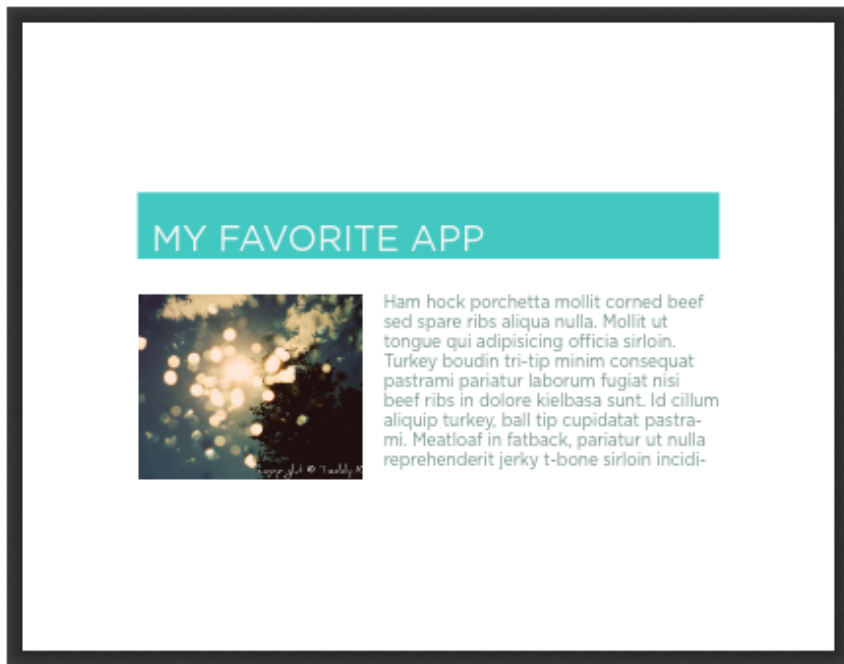 MY FAVORITE APP
Ham hock porchetta mollit corned beef
sed spare ribs aliqua nulla. Mollit ut
tongue qui adipisicing officia sirloin.
Turkey boudin tri-tip minim consequat
pastrami pariatur laborum fugiat nisi
beef ribs in dolore kielbasa sunt. Id cillum
aliquip turkey, ball tip cupidatat pastra-
mi. Meatloaf in fatback, pariatur ut nulla
reprehenderit jerky t-bone sirloin incidi-